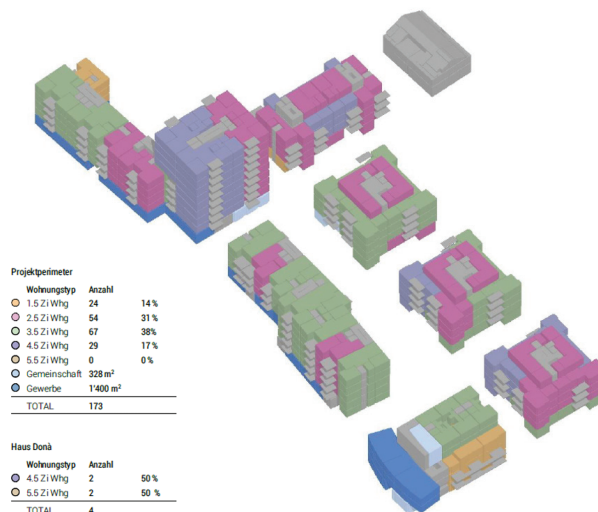 Projektperimeter
Wohnungstyp Anzahl
1.5 Zi Whg 24 14 %
2.5 Zi Whg 54 31 %
3.5 Zi Whg 67 38%
4.5 Zi Whg 29 17 %
5.5 Zi Whg 0 0 %
Gemeinschaft 328 m²
Gewerbe 1'400 m²
TOTAL 173
Haus Donà
Wohnungstyp Anzahl
4.5 Zi Whg 2 50 %
5.5 Zi Whg 2 50 %
TOTAL 4